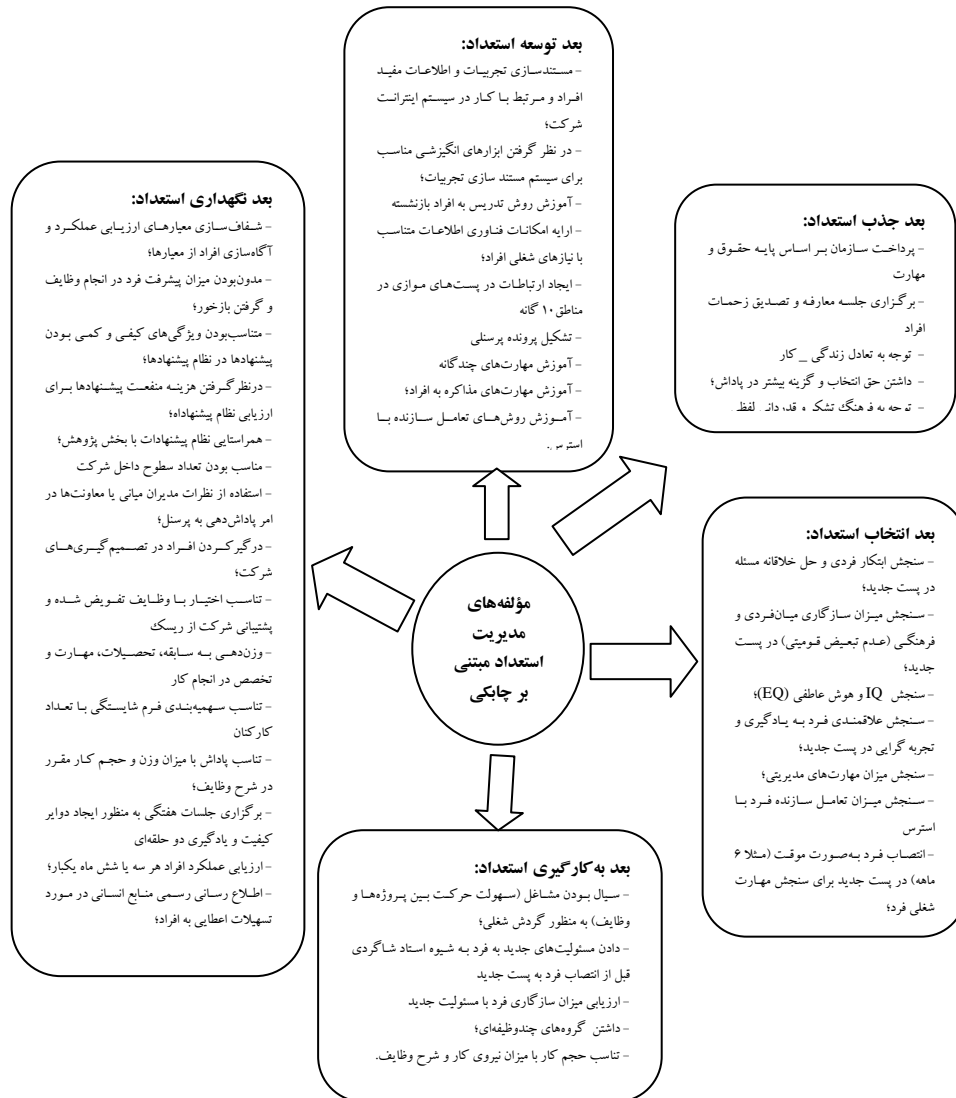 بعد توسعه استعداد:
- مستندسازی تجربیات و اطلاعات مفید
افراد و مرتبط با کار در سیستم اینترانت
شرکت؛
- در نظر گرفتن ابزارهای انگیزشی مناسب
برای سیستم مستند سازی تجربیات؛
- آموزش روش تدریس به افراد بازنشسته
- ارایه امکانات فناوری اطلاعات متناسب
با نیازهای شغلی افراد؛
- ایجاد ارتباطات در پست‌های موازی در
مناطق ۱۰ گانه
- تشکیل پرونده پرسنلی
- آموزش مهارت‌های چندگانه
- آموزش مهارت‌های مذاکره به افراد؛
- آموزش روش‌های تعامل سازنده با
استرس.
بعد جذب استعداد:
- پرداخت سازمان بر اساس پایه حقوق و
مهارت
- برگزاری جلسه معارفه و تصدیق زحمات
افراد
- توجه به تعادل زندگی _ کار
- داشتن حق انتخاب و گزینه بیشتر در پاداش؛
- توجه به فرهنگ تشکر و قدردانی لفظی
بعد نگهداری استعداد:
- شفاف‌سازی معیارهای ارزیابی عملکرد و
آگاه‌سازی افراد از معیارها؛
- مدون‌بودن میزان پیشرفت فرد در انجام وظایف
و گرفتن بازخور؛
- متناسب‌بودن ویژگی‌های کیفی و کمی بودن
پیشنهادها در نظام پیشنهادها؛
- درنظر گرفتن هزینه منفعت پیشنهادها برای
ارزیابی نظام پیشنهاداه؛
- همراستایی نظام پیشنهادات با بخش پژوهش؛
- مناسب بودن تعداد سطوح داخل شرکت
- استفاده از نظرات مدیران میانی یا معاونت‌ها در
امر پاداش‌دهی به پرسنل؛
- درگیر کردن افراد در تصمیم‌گیری‌های
شرکت؛
- تناسب اختیار با وظایف تفویض شده و
پشتیبانی شرکت از ریسک
- وزن‌دهی به سابقه، تحصیلات، مهارت و
تخصص در انجام کار
- تناسب سهمیه‌بندی فرم شایستگی با تعداد
کارکنان
- تناسب پاداش با میزان وزن و حجم کار مقرر
در شرح وظایف؛
- برگزاری جلسات هفتگی به منظور ایجاد دوایر
کیفیت و یادگیری دو حلقه‌ای
- ارزیابی عملکرد افراد هر سه یا شش ماه یکبار؛
- اطلاع رسانی رسمی منابع انسانی در مورد
تسهیلات اعطایی به افراد؛
مؤلفه‌های
مدیریت
استعداد مبتنی
بر چابکی
بعد انتخاب استعداد:
- سنجش ابتکار فردی و حل خلاقانه مسئله
در پست جدید؛
- سنجش میزان سازگاری میان‌فردی و
فرهنگی (عدم تبعیض قومیتی) در پست
جدید؛
- سنجش IQ و هوش عاطفی (EQ)؛
- سنجش علاقمندی فرد به یادگیری و
تجربه گرایی در پست جدید؛
- سنجش میزان مهارت‌های مدیریتی؛
- سنجش میزان تعامل سازنده فرد با
استرس
- انتصاب فرد به‌صورت موقت (مثلا ۶
ماهه) در پست جدید برای سنجش مهارت
شغلی فرد؛
بعد به کارگیری استعداد:
- سیال بودن مشاغل (سهولت حرکت بین پروژه‌ها و
وظایف) به منظور گردش شغلی؛
- دادن مسئولیت‌های جدید به فرد به شیوه استاد شاگردی
قبل از انتصاب فرد به پست جدید
- ارزیابی میزان سازگاری فرد با مسئولیت جدید
- داشتن گروه‌های چندوظیفه‌ای؛
- تناسب حجم کار با میزان نیروی کار و شرح وظایف.